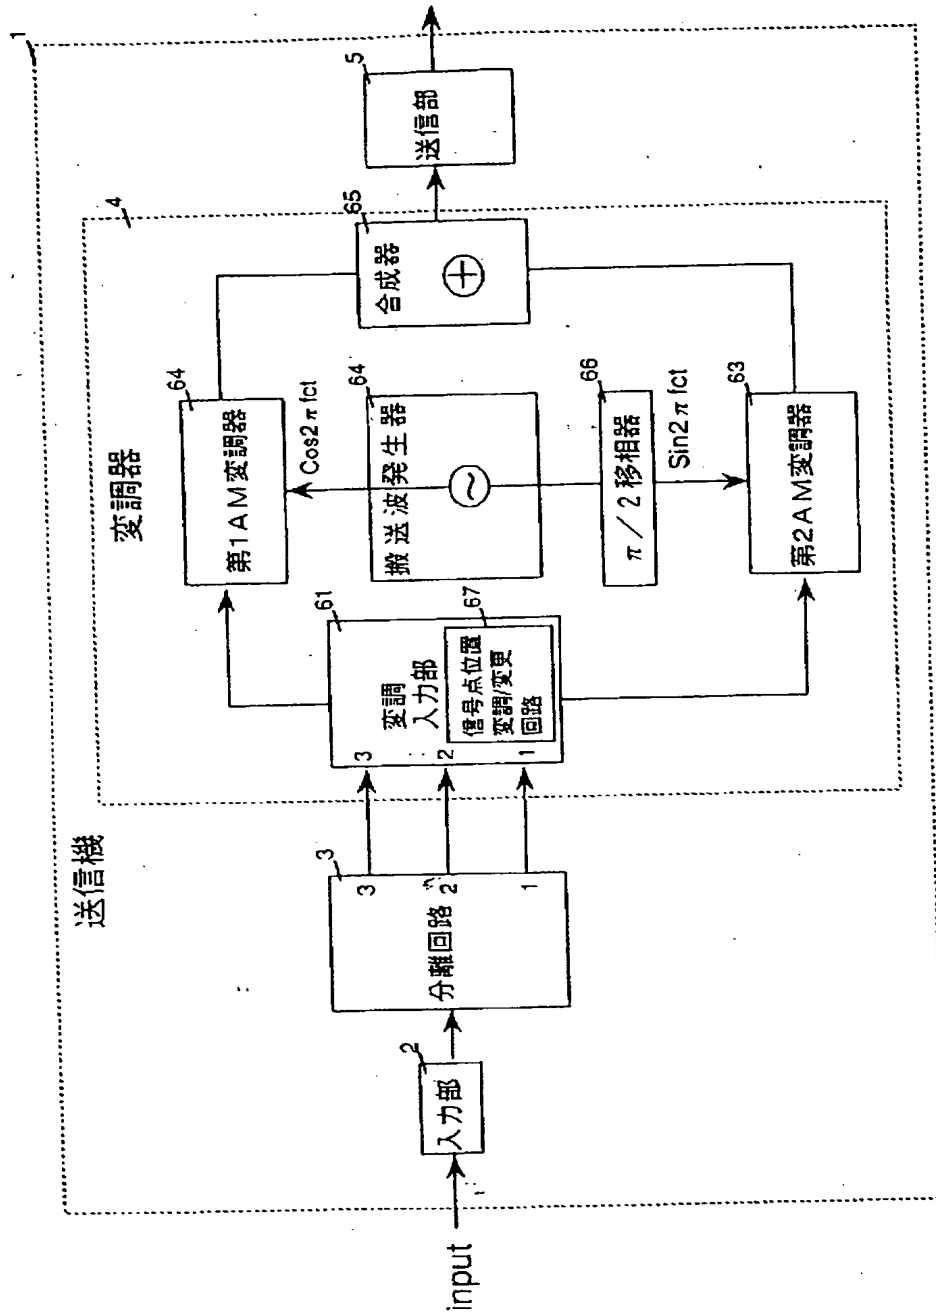 1
送信機
変調器
4
input
2
入力部
3
分離回路
3
2
1
61
変調
入力部
3
2
1
67
信号点位置
変調/変更
回路
64
第1AM変調器
Cos2πfct
64
搬送波発生器
~
66
π/2移相器
Sin2πfct
63
第2AM変調器
65
合成器
+
5
送信部